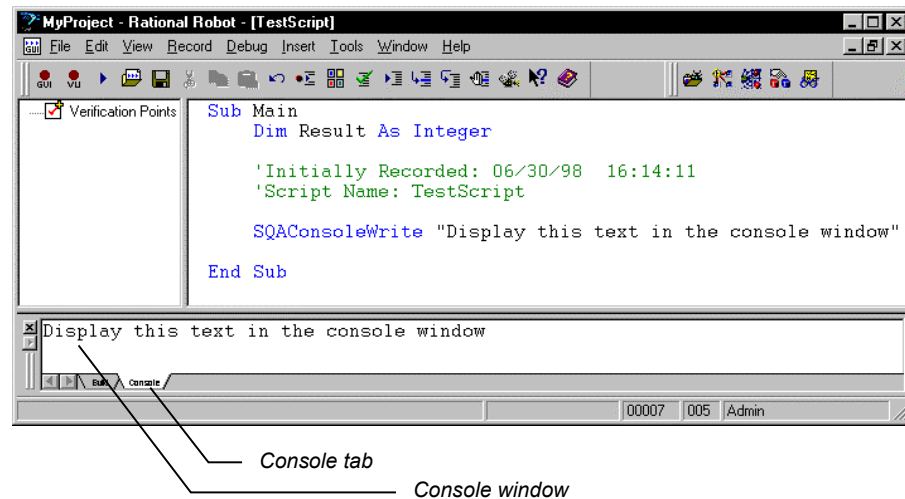 MyProject - Rational Robot - [TestScript]
GUI File Edit View Record Debug Insert Tools Window Help
GUI VU
Verification Points
Sub Main
Dim Result As Integer
'Initially Recorded: 06/30/98 16:14:11
'Script Name: TestScript
SQAConsoleWrite "Display this text in the console window"
End Sub
Display this text in the console window
Build Console
00007 005 Admin
Console tab
Console window